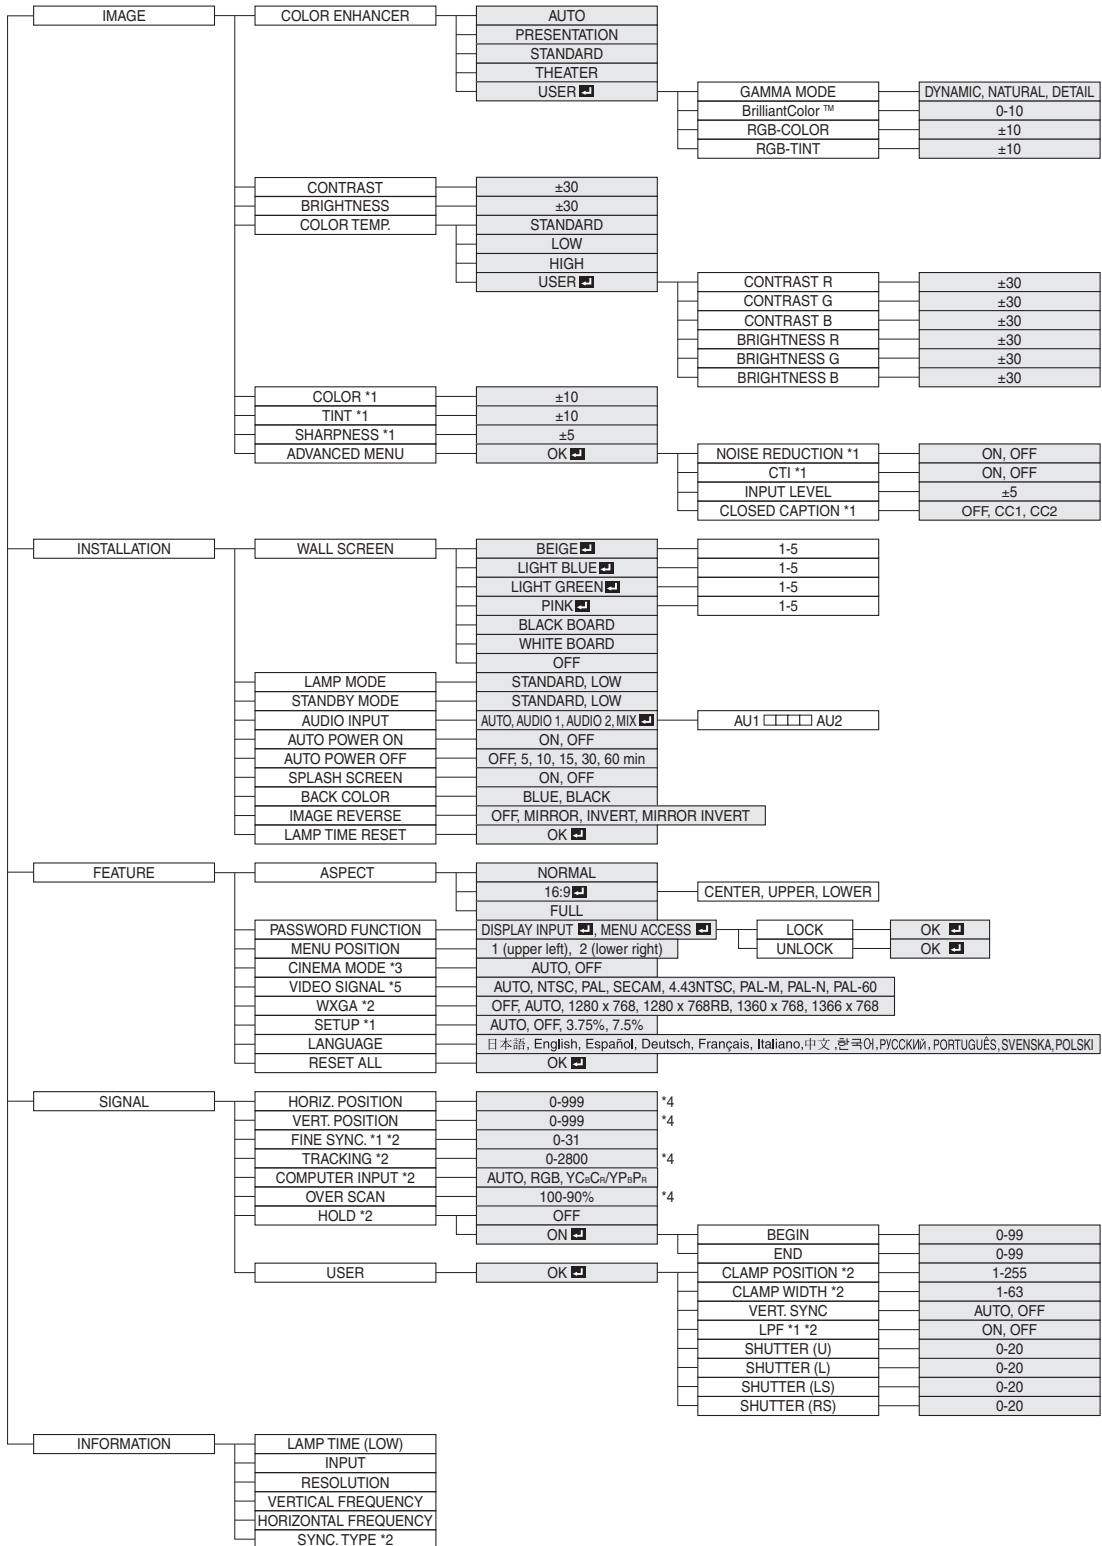 IMAGE COLOR ENHANCER AUTO
PRESENTATION
STANDARD
THEATER
USER GAMMA MODE DYNAMIC, NATURAL, DETAIL
BrilliantColor ™ 0-10
RGB-COLOR ±10
RGB-TINT ±10
CONTRAST ±30
BRIGHTNESS ±30
COLOR TEMP. STANDARD
LOW
HIGH
USER CONTRAST R ±30
CONTRAST G ±30
CONTRAST B ±30
BRIGHTNESS R ±30
BRIGHTNESS G ±30
BRIGHTNESS B ±30
COLOR *1 ±10
TINT *1 ±10
SHARPNESS *1 ±5
ADVANCED MENU OK NOISE REDUCTION *1 ON, OFF
CTI *1 ON, OFF
INPUT LEVEL ±5
CLOSED CAPTION *1 OFF, CC1, CC2
INSTALLATION WALL SCREEN BEIGE 1-5
LIGHT BLUE 1-5
LIGHT GREEN 1-5
PINK 1-5
BLACK BOARD
WHITE BOARD
OFF
LAMP MODE STANDARD, LOW
STANDBY MODE STANDARD, LOW
AUDIO INPUT AUTO, AUDIO 1, AUDIO 2, MIX AU1 AU2
AUTO POWER ON ON, OFF
AUTO POWER OFF OFF, 5, 10, 15, 30, 60 min
SPLASH SCREEN ON, OFF
BACK COLOR BLUE, BLACK
IMAGE REVERSE OFF, MIRROR, INVERT, MIRROR INVERT
LAMP TIME RESET OK
FEATURE ASPECT NORMAL
16:9 CENTER, UPPER, LOWER
FULL
PASSWORD FUNCTION DISPLAY INPUT , MENU ACCESS LOCK OK
MENU POSITION 1 (upper left), 2 (lower right) UNLOCK OK
CINEMA MODE *3 AUTO, OFF
VIDEO SIGNAL *5 AUTO, NTSC, PAL, SECAM, 4.43NTSC, PAL-M, PAL-N, PAL-60
WXGA *2 OFF, AUTO, 1280 x 768, 1280 x 768RB, 1360 x 768, 1366 x 768
SETUP *1 AUTO, OFF, 3.75%, 7.5%
LANGUAGE 日本語, English, Español, Deutsch, Français, Italiano,中文 ,한국어,РУССКИЙ, PORTUGUÊS,SVENSKA,POLSKI
RESET ALL OK
SIGNAL HORIZ. POSITION 0-999 *4
VERT. POSITION 0-999 *4
FINE SYNC. *1 *2 0-31
TRACKING *2 0-2800 *4
COMPUTER INPUT *2 AUTO, RGB, YCBCR/YPBPR
OVER SCAN 100-90% *4
HOLD *2 OFF
ON BEGIN 0-99
END 0-99
USER OK CLAMP POSITION *2 1-255
CLAMP WIDTH *2 1-63
VERT. SYNC AUTO, OFF
LPF *1 *2 ON, OFF
SHUTTER (U) 0-20
SHUTTER (L) 0-20
SHUTTER (LS) 0-20
SHUTTER (RS) 0-20
INFORMATION LAMP TIME (LOW)
INPUT
RESOLUTION
VERTICAL FREQUENCY
HORIZONTAL FREQUENCY
SYNC. TYPE *2